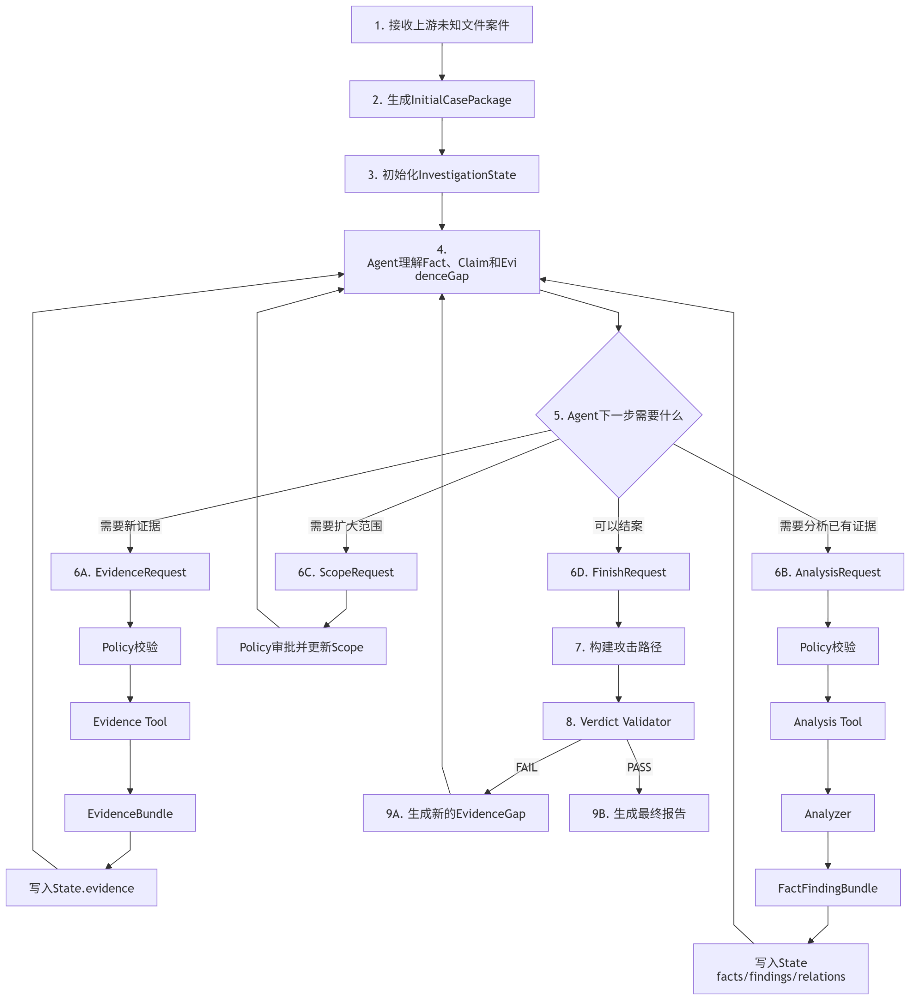 1. 接收上游未知文件案件
2. 生成InitialCasePackage
3. 初始化InvestigationState
4.
Agent理解Fact、Claim和Evi
denceGap
5. Agent下一步需要什么
需要新证据
需要扩大范围
可以结案
需要分析已有证据
6A. EvidenceRequest
6C. ScopeRequest
6D. FinishRequest
6B. AnalysisRequest
Policy校验
Policy审批并更新Scope
7. 构建攻击路径
Policy校验
Evidence Tool
8. Verdict Validator
Analysis Tool
FAIL
PASS
EvidenceBundle
9A. 生成新的EvidenceGap
9B. 生成最终报告
Analyzer
写入State.evidence
FactFindingBundle
写入State
facts/findings/relations